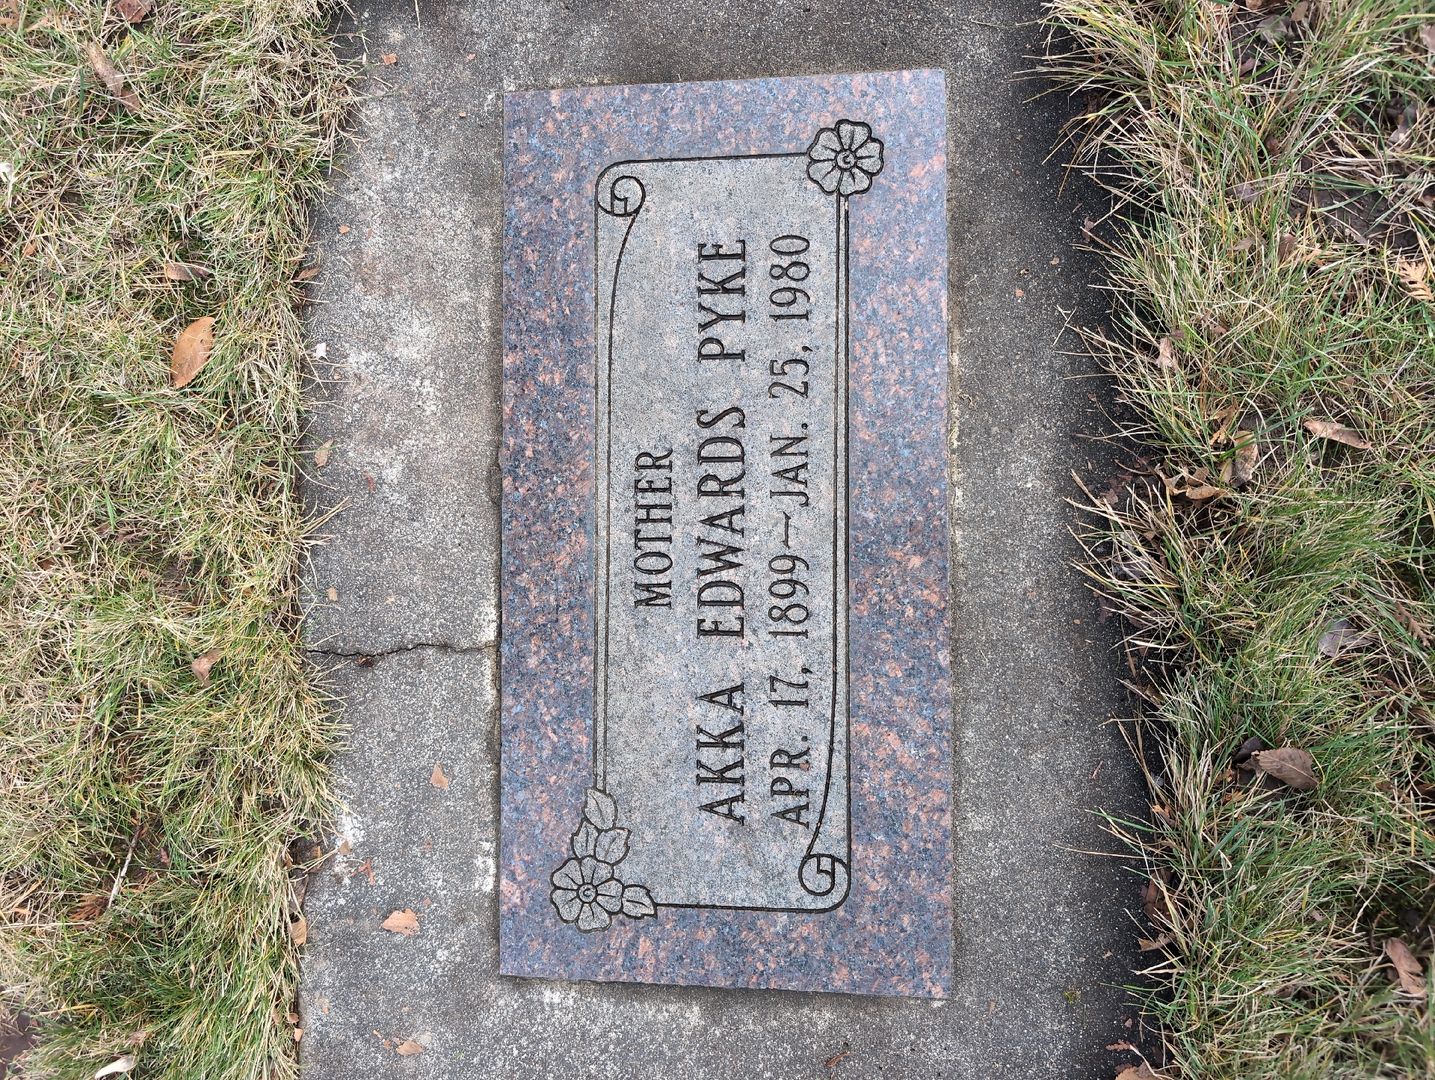 MOTHER
AKKA EDWARDS PYKE
APR. 17, 1899–JAN. 25, 1980